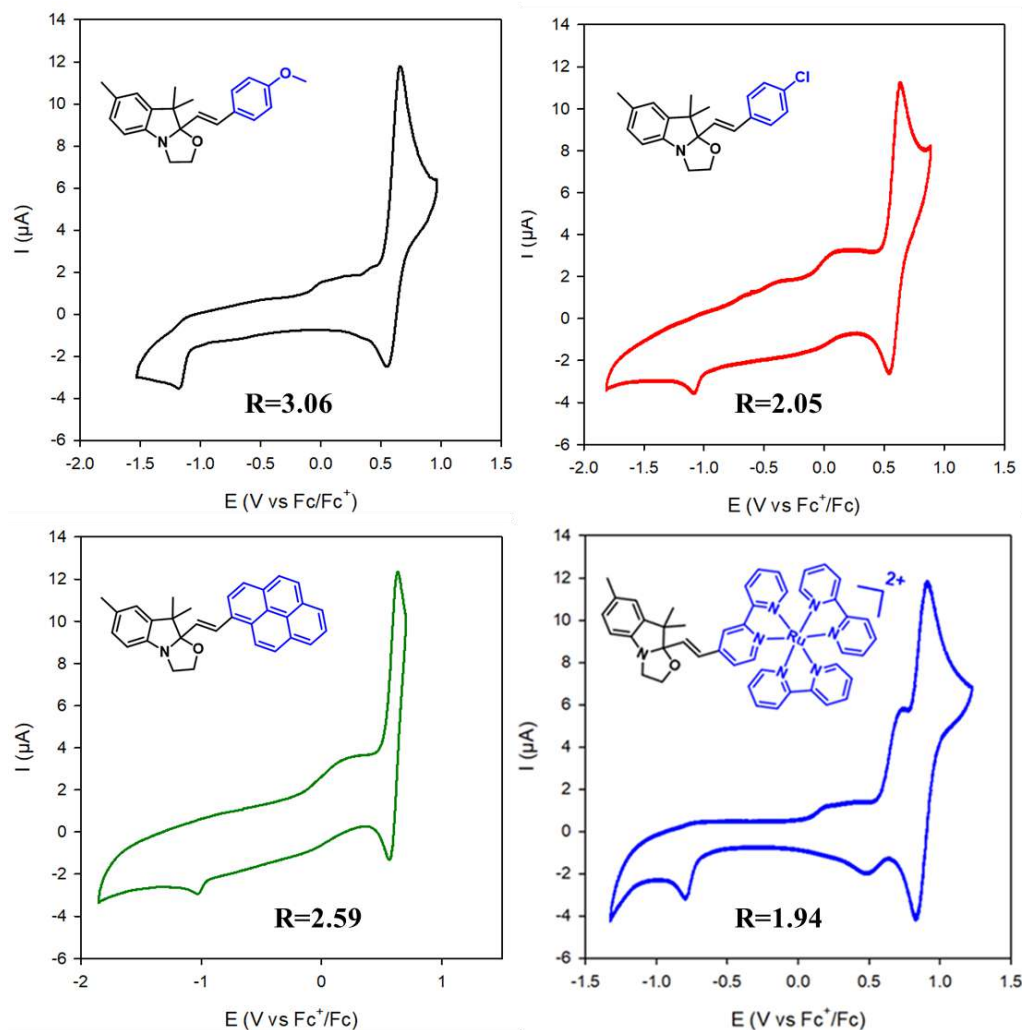 14
12
10
8
6
4
2
0
-2
-4
-6
I (µA)
O
N
O
R=3.06
-2.0 -1.5 -1.0 -0.5 0.0 0.5 1.0 1.5
E (V vs Fc/Fc⁺)
14
12
10
8
6
4
2
0
-2
-4
-6
I (µA)
Cl
N
O
R=2.05
-2.0 -1.5 -1.0 -0.5 0.0 0.5 1.0 1.5
E (V vs Fc⁺/Fc)
14
12
10
8
6
4
2
0
-2
-4
-6
I (µA)
N
O
R=2.59
-2 -1 0 1
E (V vs Fc⁺/Fc)
14
12
10
8
6
4
2
0
-2
-4
-6
I (µA)
2+
N N
N Ru N
N N
N
O
R=1.94
-1.5 -1.0 -0.5 0.0 0.5 1.0 1.5
E (V vs Fc⁺/Fc)